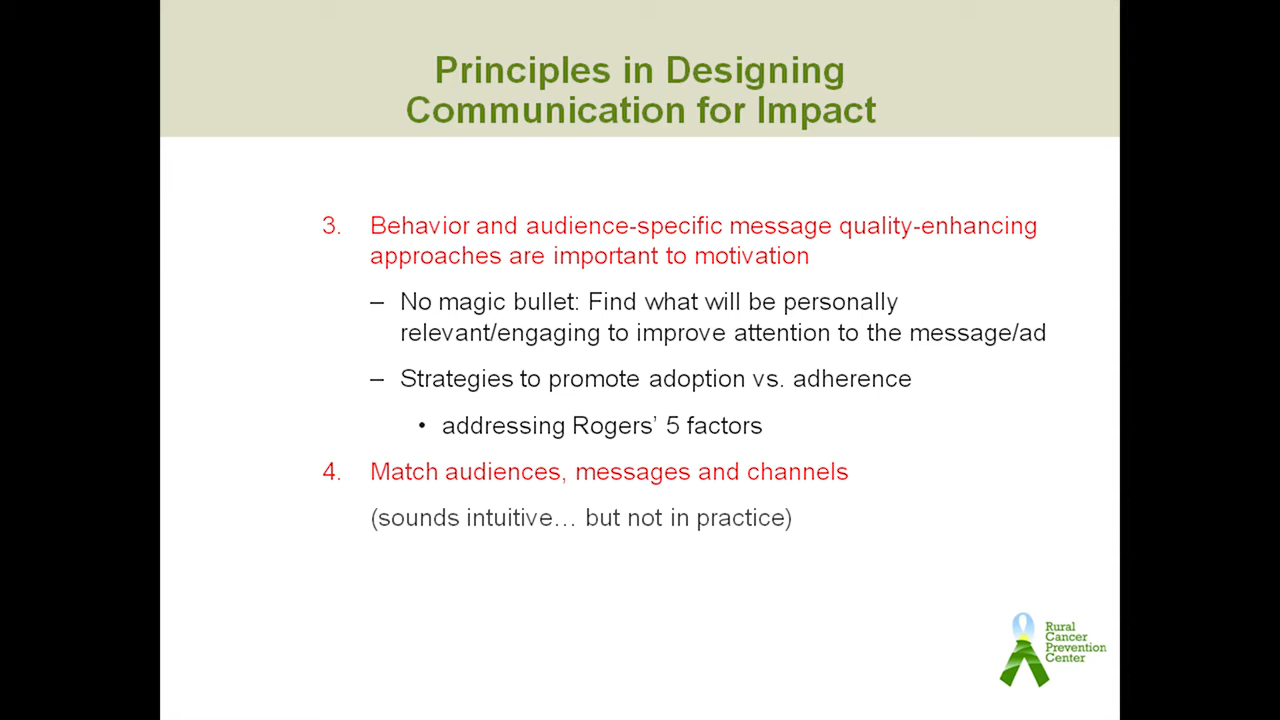 Principles in Designing
Communication for Impact
3. Behavior and audience-specific message quality-enhancing
approaches are important to motivation
– No magic bullet: Find what will be personally
relevant/engaging to improve attention to the message/ad
– Strategies to promote adoption vs. adherence
• addressing Rogers’ 5 factors
4. Match audiences, messages and channels
(sounds intuitive… but not in practice)
Rural
Cancer
Prevention
Center